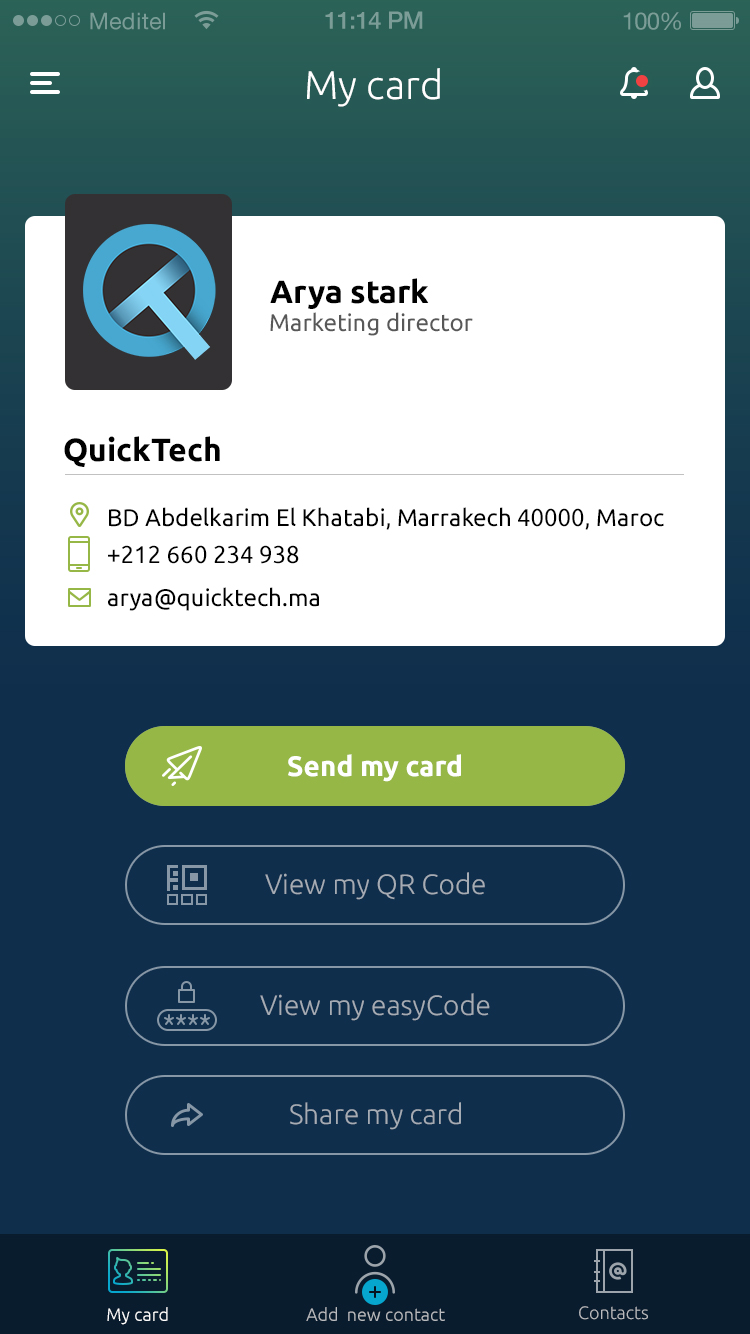 Meditel 11:14 PM 100%
My card
Arya stark
Marketing director
QuickTech
BD Abdelkarim El Khatabi, Marrakech 40000, Maroc
+212 660 234 938
arya@quicktech.ma
Send my card
View my QR Code
View my easyCode
****
Share my card
My card
Add new contact
@
Contacts